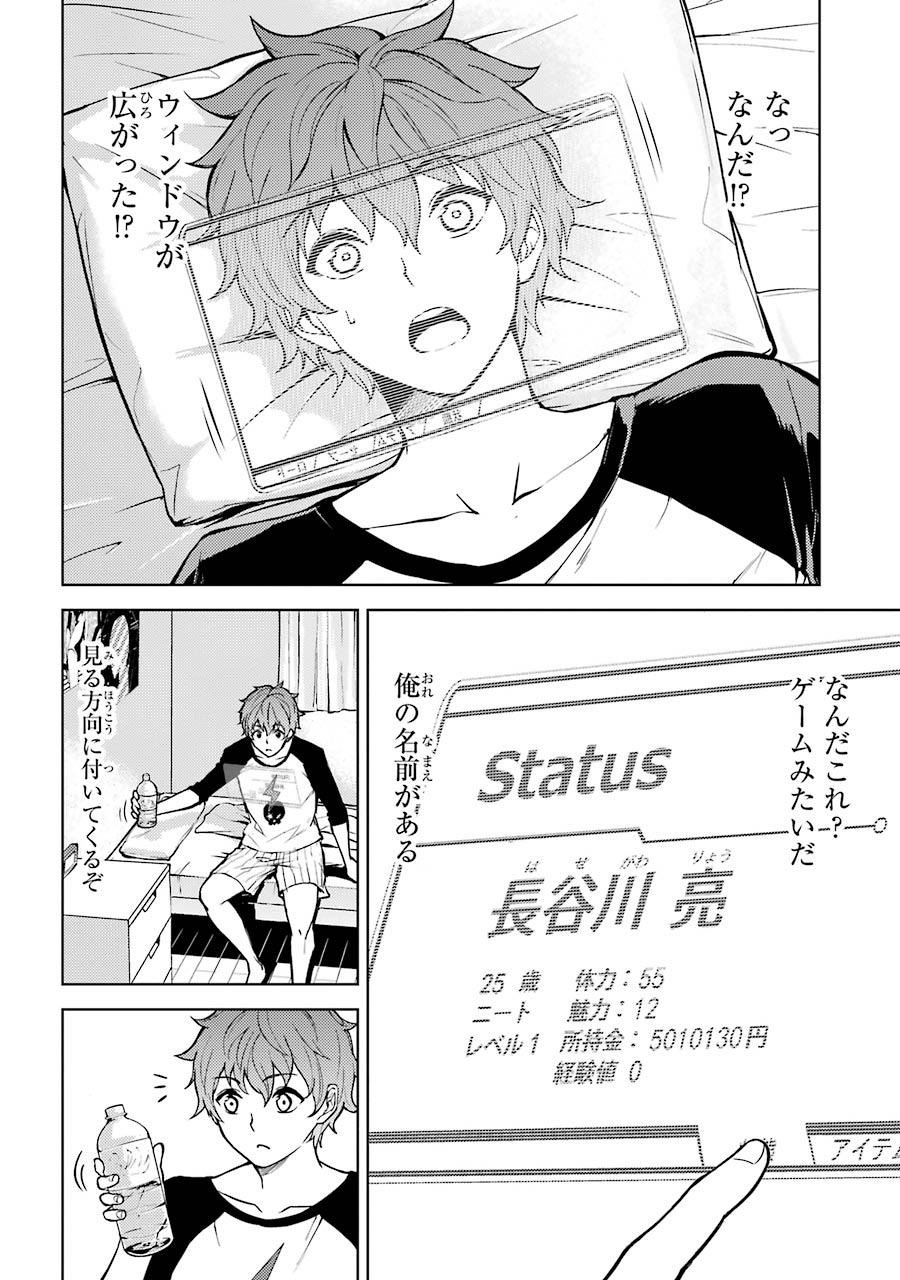 なっ
なんだ!?
ウィンドウが
広がった!?
なんだこれ?
ゲームみたいだ
俺の名前がある
Status
長谷川 亮
25 歳
ニート
レベル1
体力:55
魅力:12
所持金:5010130円
経験値 0
アイテム
見る方向に付いてくるぞ